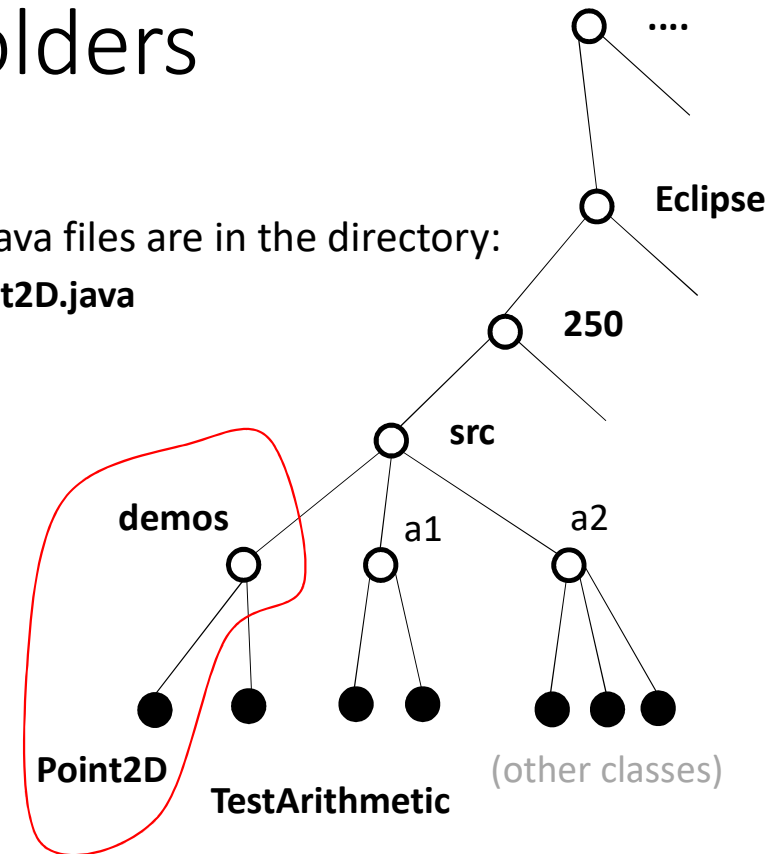 olders
....
Eclipse
ava files are in the directory:
t2D.java
250
src
demos
a1
a2
Point2D
TestArithmetic
(other classes)